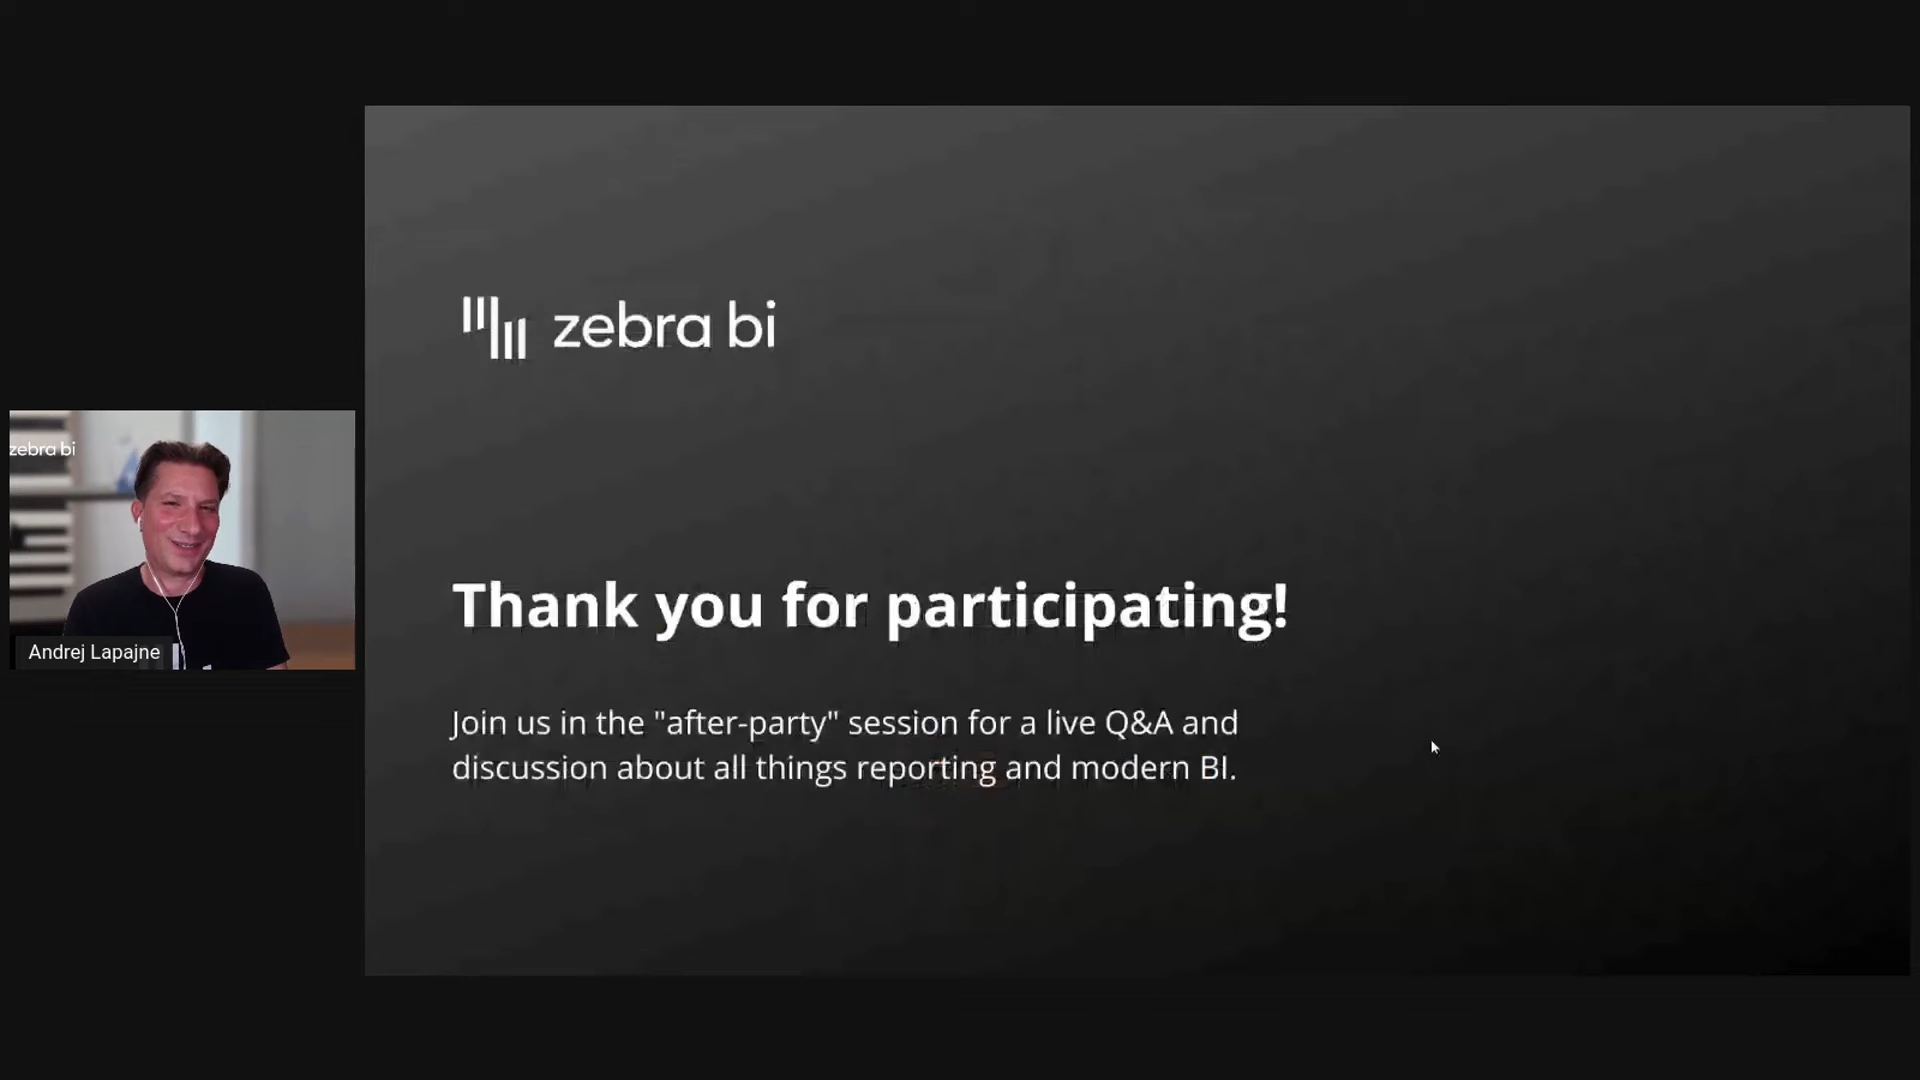 zebra bi
Thank you for participating!
Join us in the "after-party" session for a live Q&A and
discussion about all things reporting and modern BI.
zebra bi
Andrej Lapajne